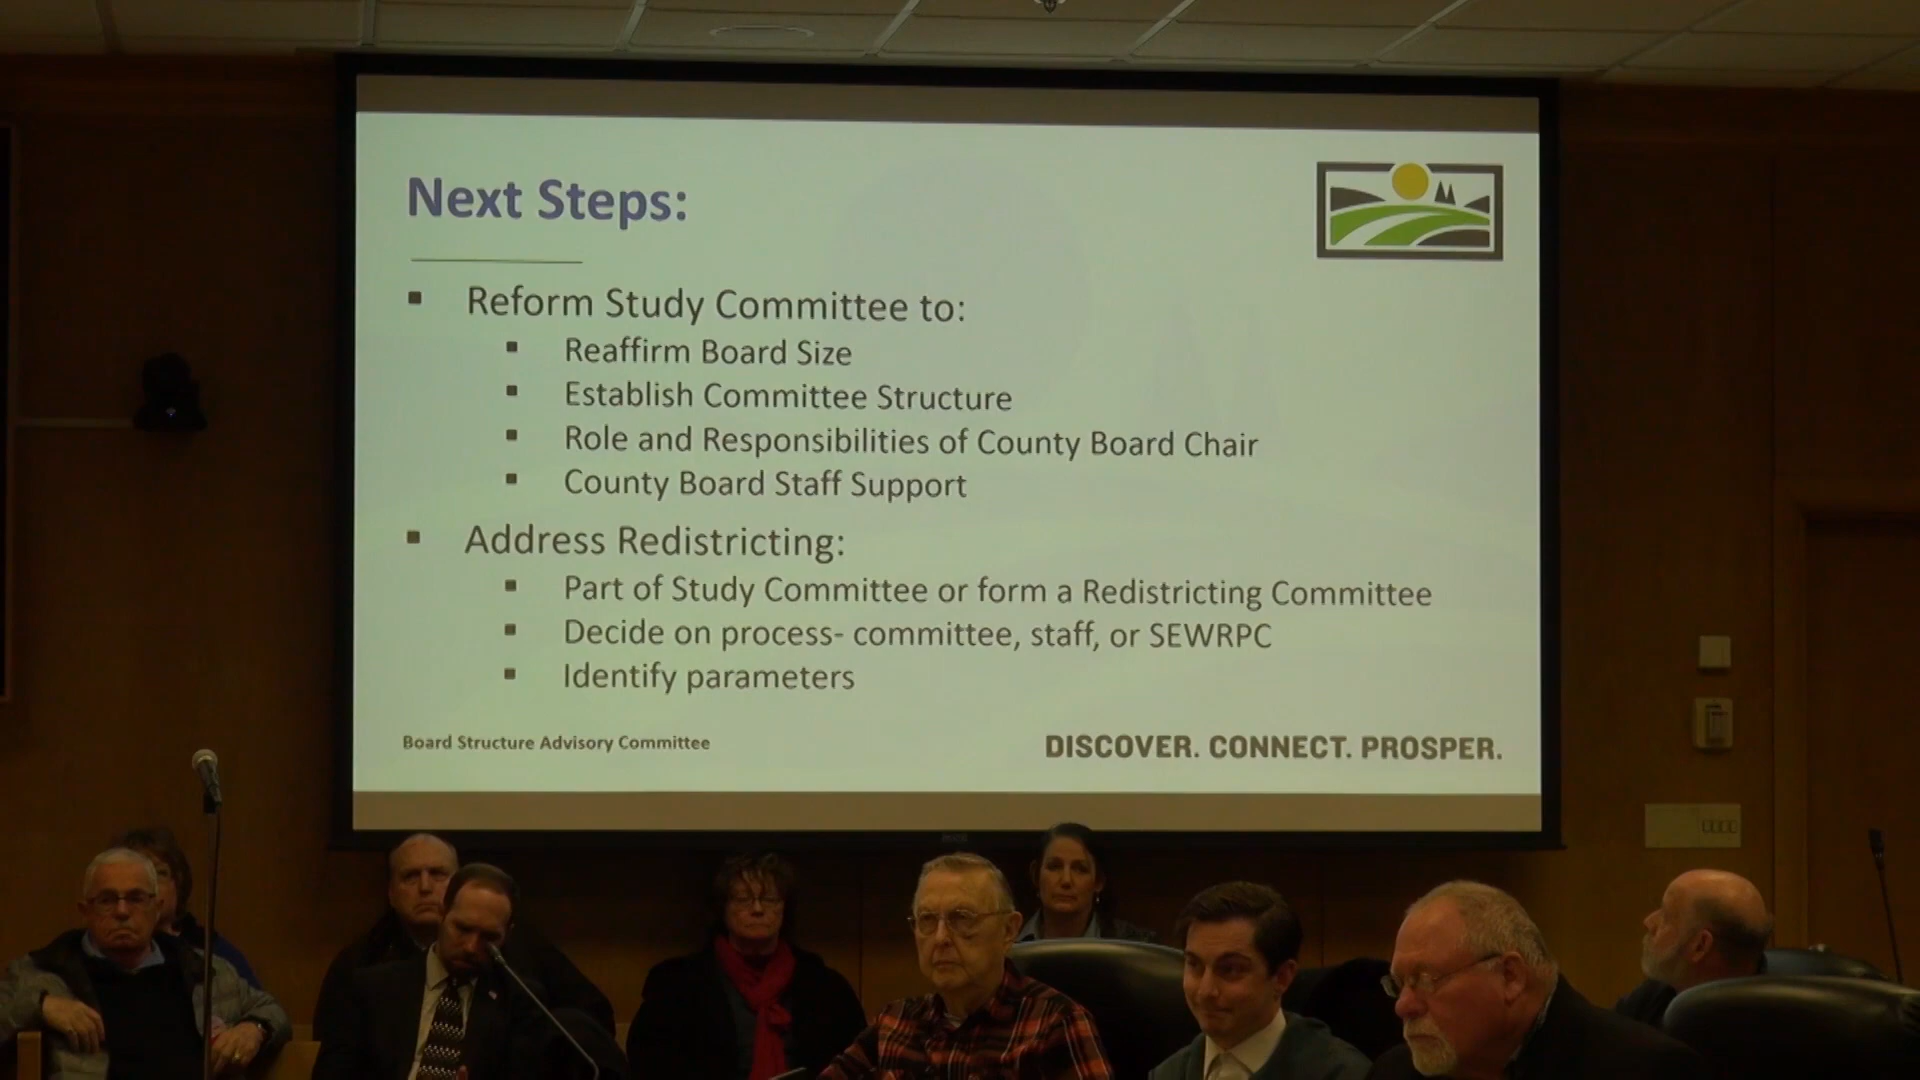 Next Steps:
Reform Study Committee to:
Reaffirm Board Size
Establish Committee Structure
Role and Responsibilities of County Board Chair
County Board Staff Support
Address Redistricting:
Part of Study Committee or form a Redistricting Committee
Decide on process- committee, staff, or SEWRPC
Identify parameters
Board Structure Advisory Committee
DISCOVER. CONNECT. PROSPER.